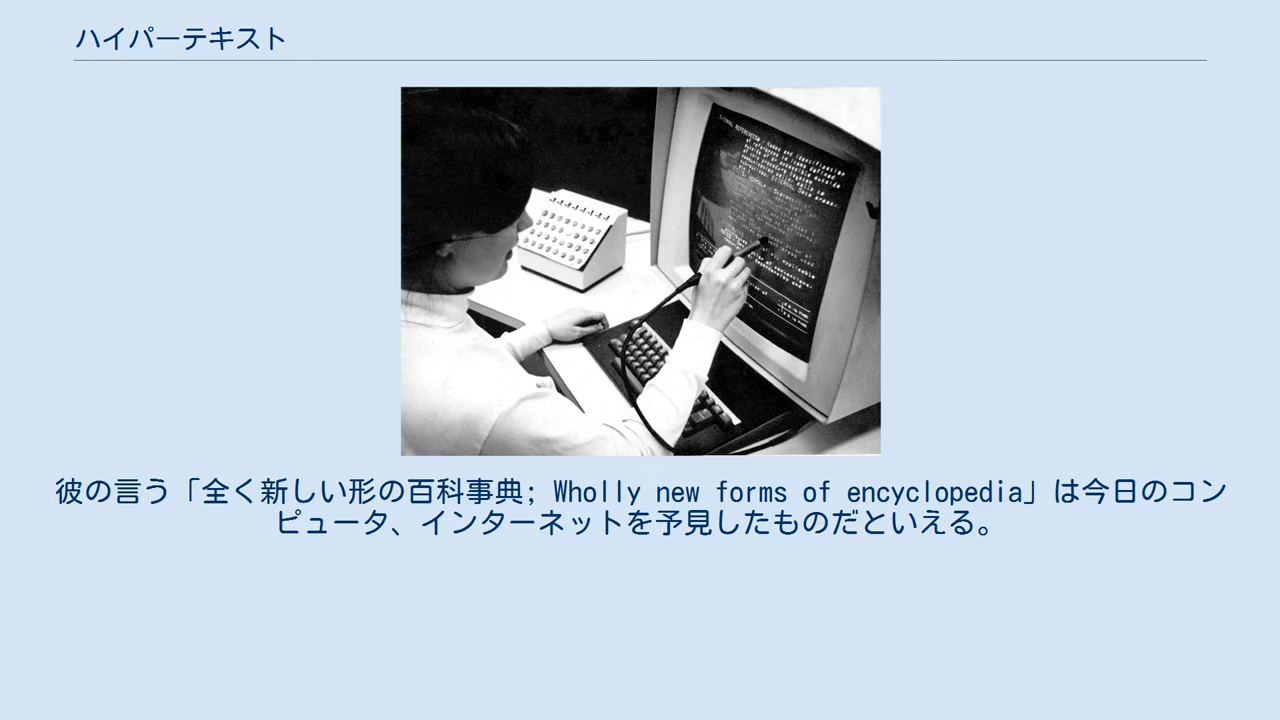 ハイパーテキスト
彼の言う「全く新しい形の百科事典; Wholly new forms of encyclopedia」は今日のコン
ピュータ、インターネットを予見したものだといえる。